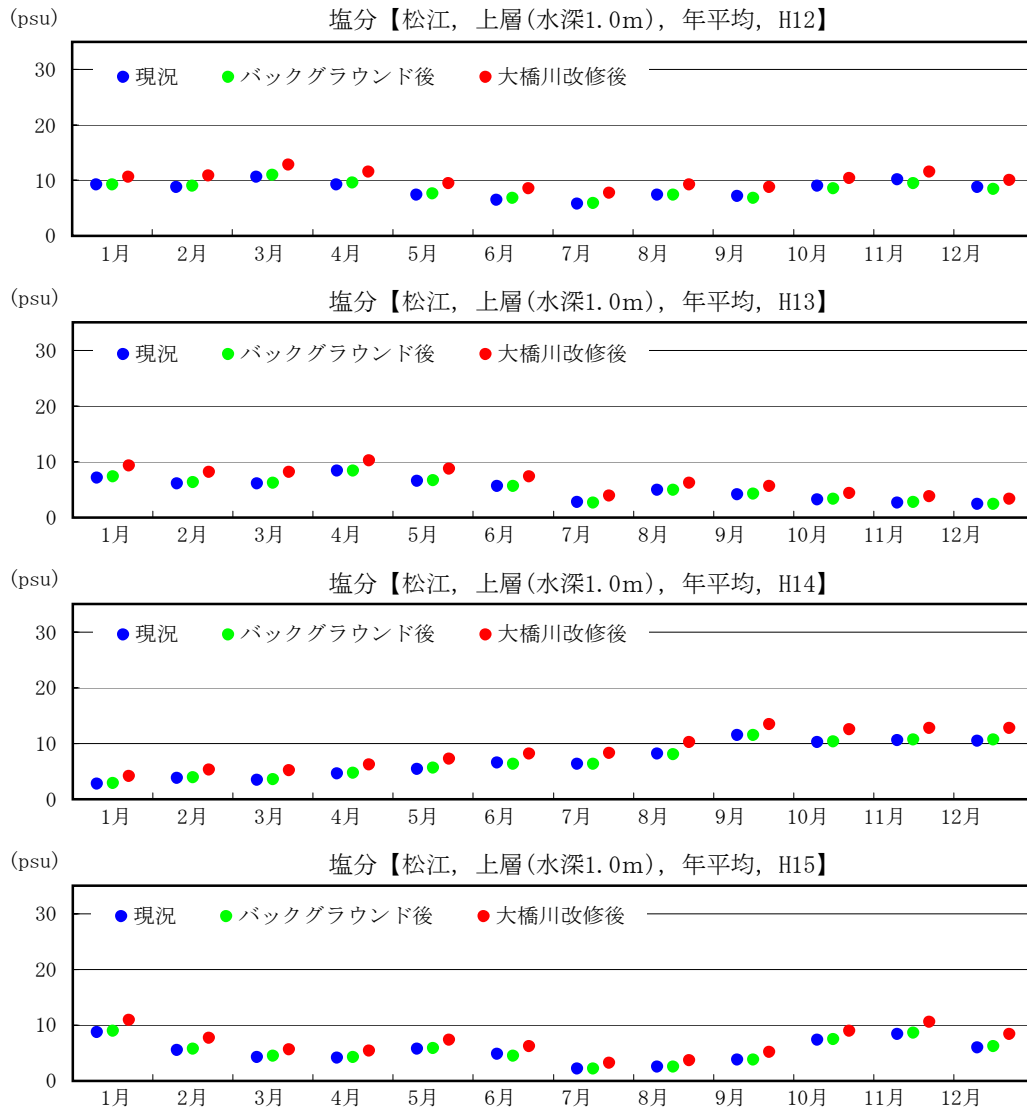 (psu) 塩分【松江, 上層(水深1.0m), 年平均, H12】
30
● 現況 ● バックグラウンド後 ● 大橋川改修後
20
10
0
1月 2月 3月 4月 5月 6月 7月 8月 9月 10月 11月 12月
(psu) 塩分【松江, 上層(水深1.0m), 年平均, H13】
30
● 現況 ● バックグラウンド後 ● 大橋川改修後
20
10
0
1月 2月 3月 4月 5月 6月 7月 8月 9月 10月 11月 12月
(psu) 塩分【松江, 上層(水深1.0m), 年平均, H14】
30
● 現況 ● バックグラウンド後 ● 大橋川改修後
20
10
0
1月 2月 3月 4月 5月 6月 7月 8月 9月 10月 11月 12月
(psu) 塩分【松江, 上層(水深1.0m), 年平均, H15】
30
● 現況 ● バックグラウンド後 ● 大橋川改修後
20
10
0
1月 2月 3月 4月 5月 6月 7月 8月 9月 10月 11月 12月